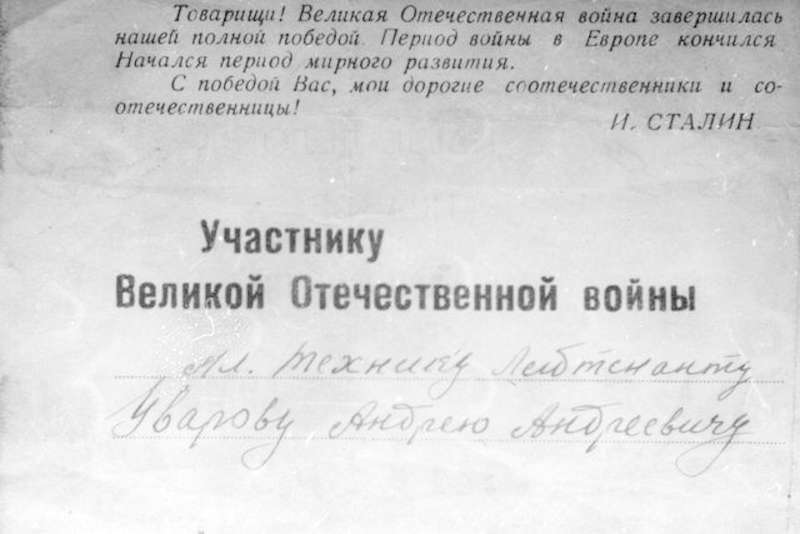 Товарищи! Великая Отечественная война завершилась
нашей полной победой. Период войны в Европе кончился
Начался период мирного развития.
С победой Вас, мои дорогие соотечественники и со-
отечественницы!
И. СТАЛИН
Участнику
Великой Отечественной войны
Мл. технику Лейтенанту
Уварову Андрею Андреевичу